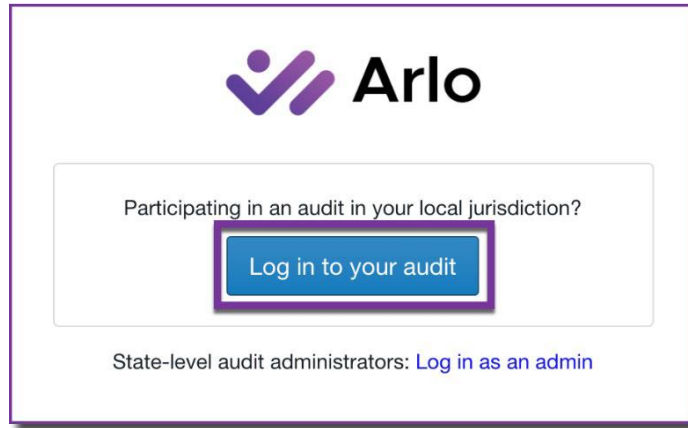 Arlo
Participating in an audit in your local jurisdiction?
Log in to your audit
State-level audit administrators: Log in as an admin